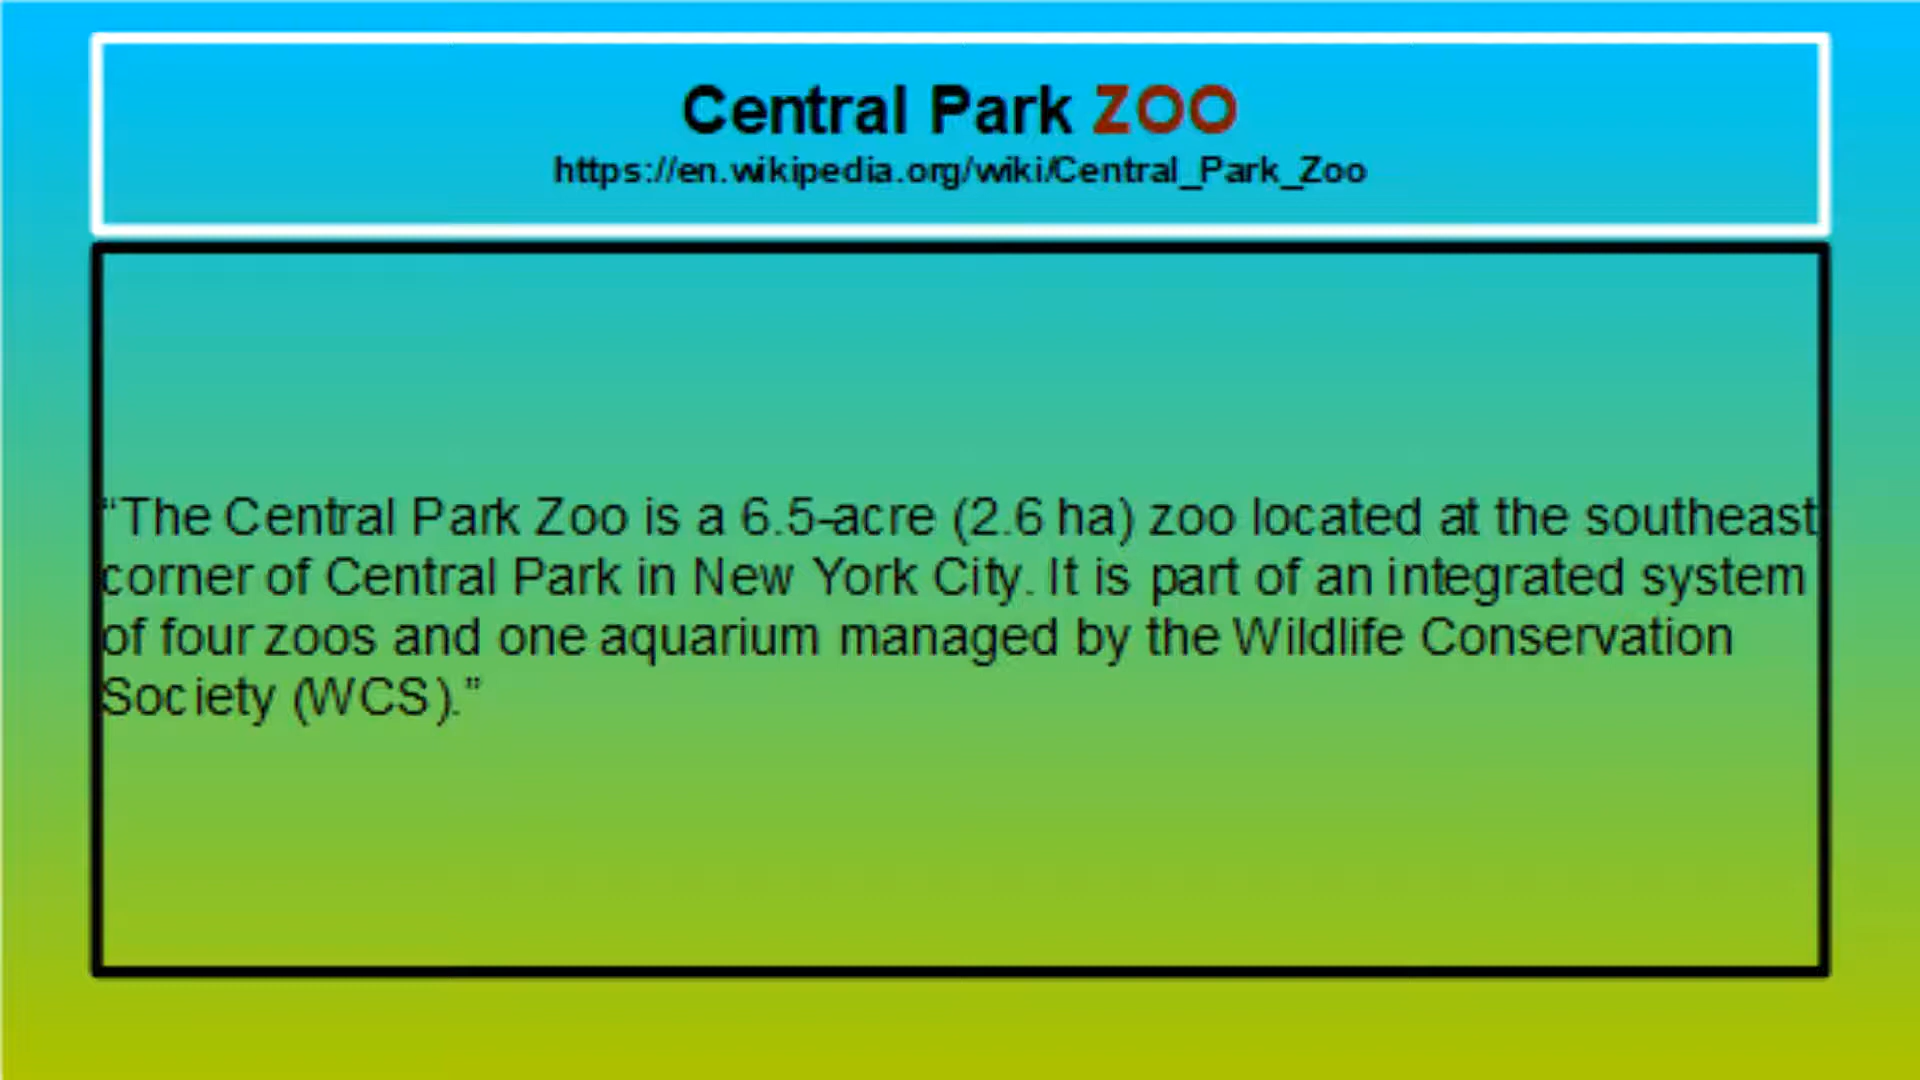 Central Park ZOO
https://en.wikipedia.org/wiki/Central_Park_Zoo
“The Central Park Zoo is a 6.5-acre (2.6 ha) zoo located at the southeast
corner of Central Park in New York City. It is part of an integrated system
of four zoos and one aquarium managed by the Wildlife Conservation
Society (WCS).”